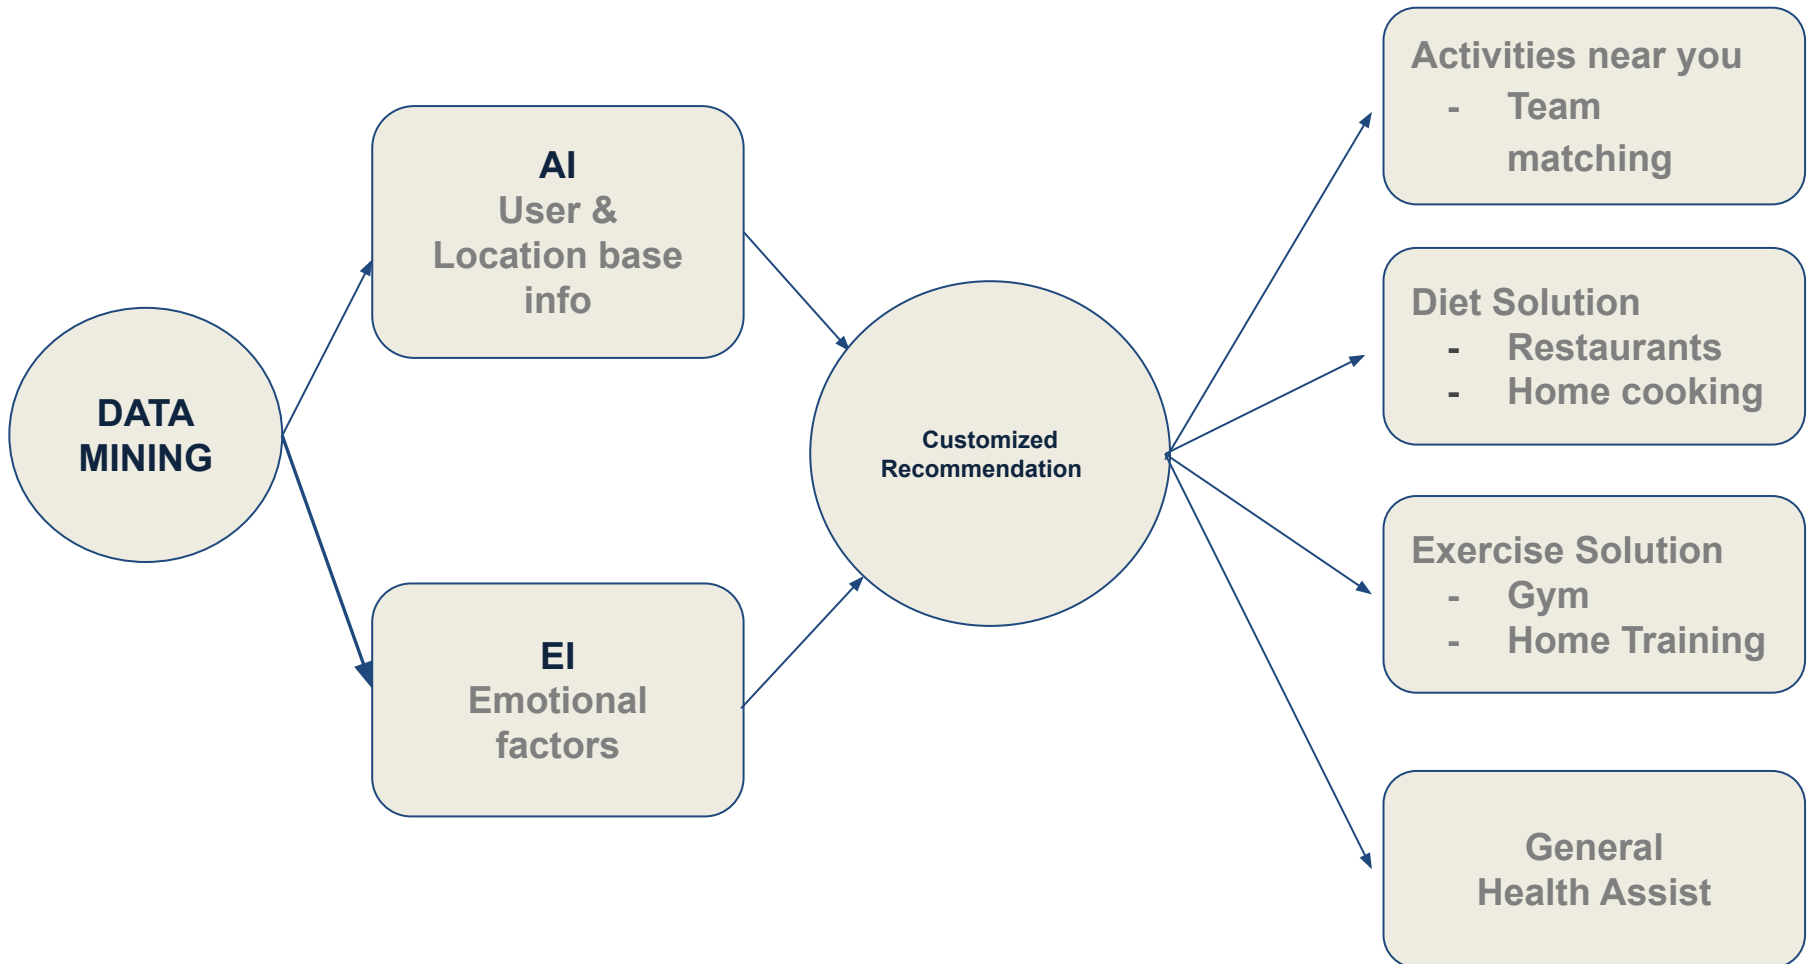 DATA
MINING
AI
User &
Location base
info
EI
Emotional
factors
Customized
Recommendation
Activities near you
- Team
matching
Diet Solution
- Restaurants
- Home cooking
Exercise Solution
- Gym
- Home Training
General
Health Assist